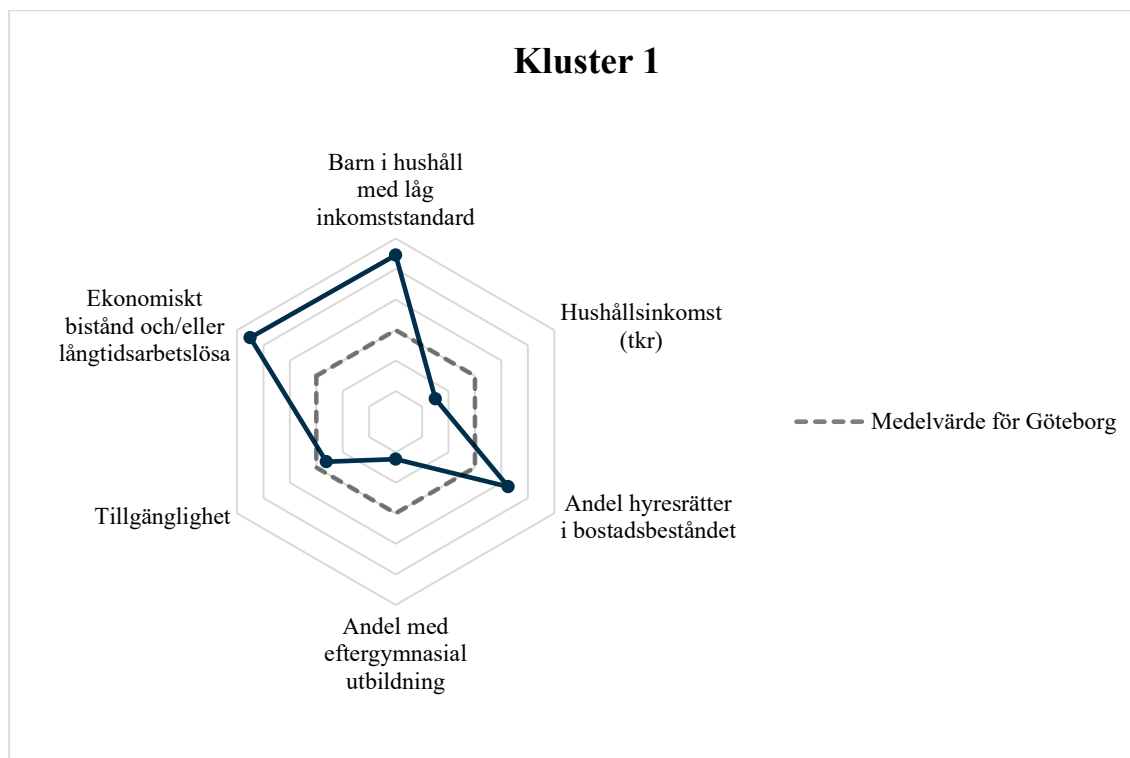 Kluster 1
Barn i hushåll
med låg
inkomststandard
Hushållsinkomst
(tkr)
Andel hyresrätter
i bostadsbeståndet
Andel med
eftergymnasial
utbildning
Tillgänglighet
Ekonomiskt
bistånd och/eller
långtidsarbetslösa
Medelvärde för Göteborg